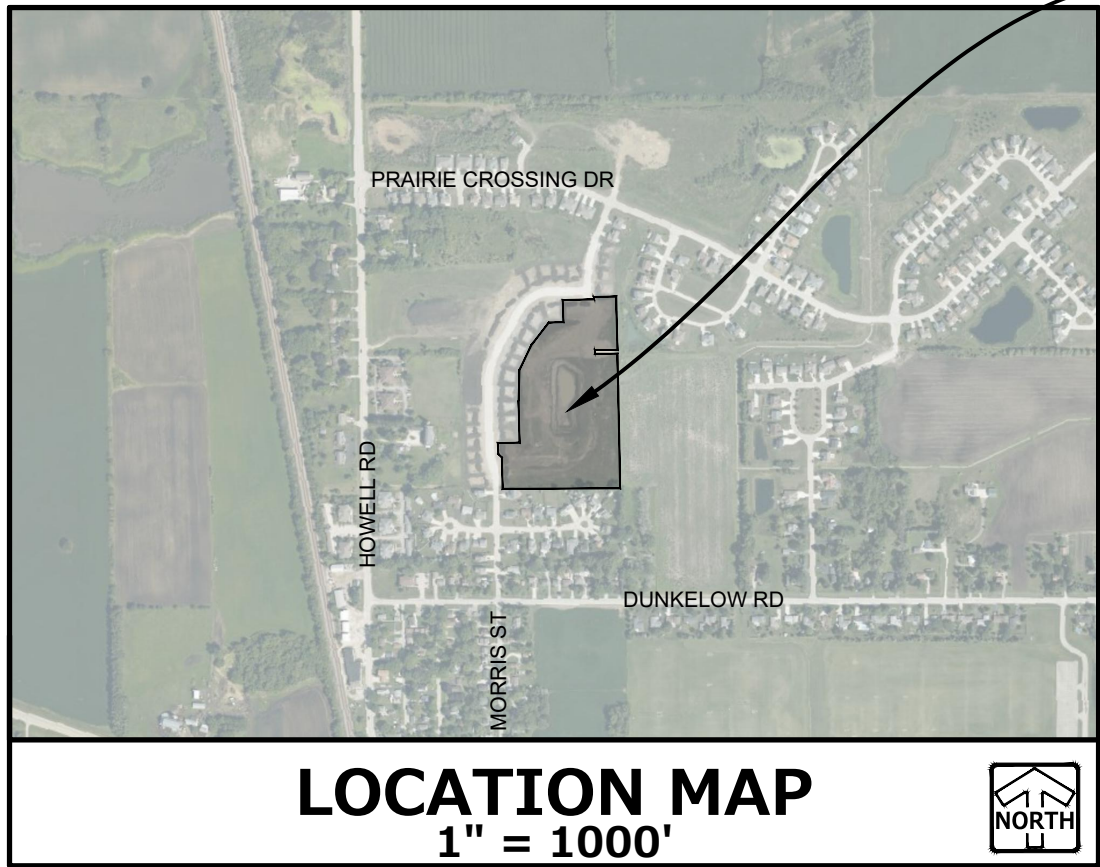 PRAIRIE CROSSING DR
HOWELL RD
DUNKELOW RD
MORRIS ST
LOCATION MAP
1" = 1000'
NORTH